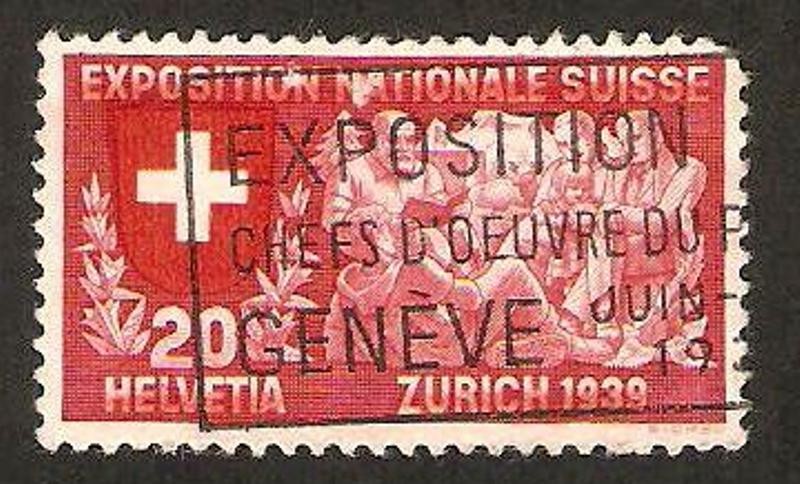 EXPOSITION NATIONALE SUISSE
EXPOSITION
CHEFS D'OEUVRE DU P
GENÈVE JUIN-
19
20
HELVETIA ZURICH 1939